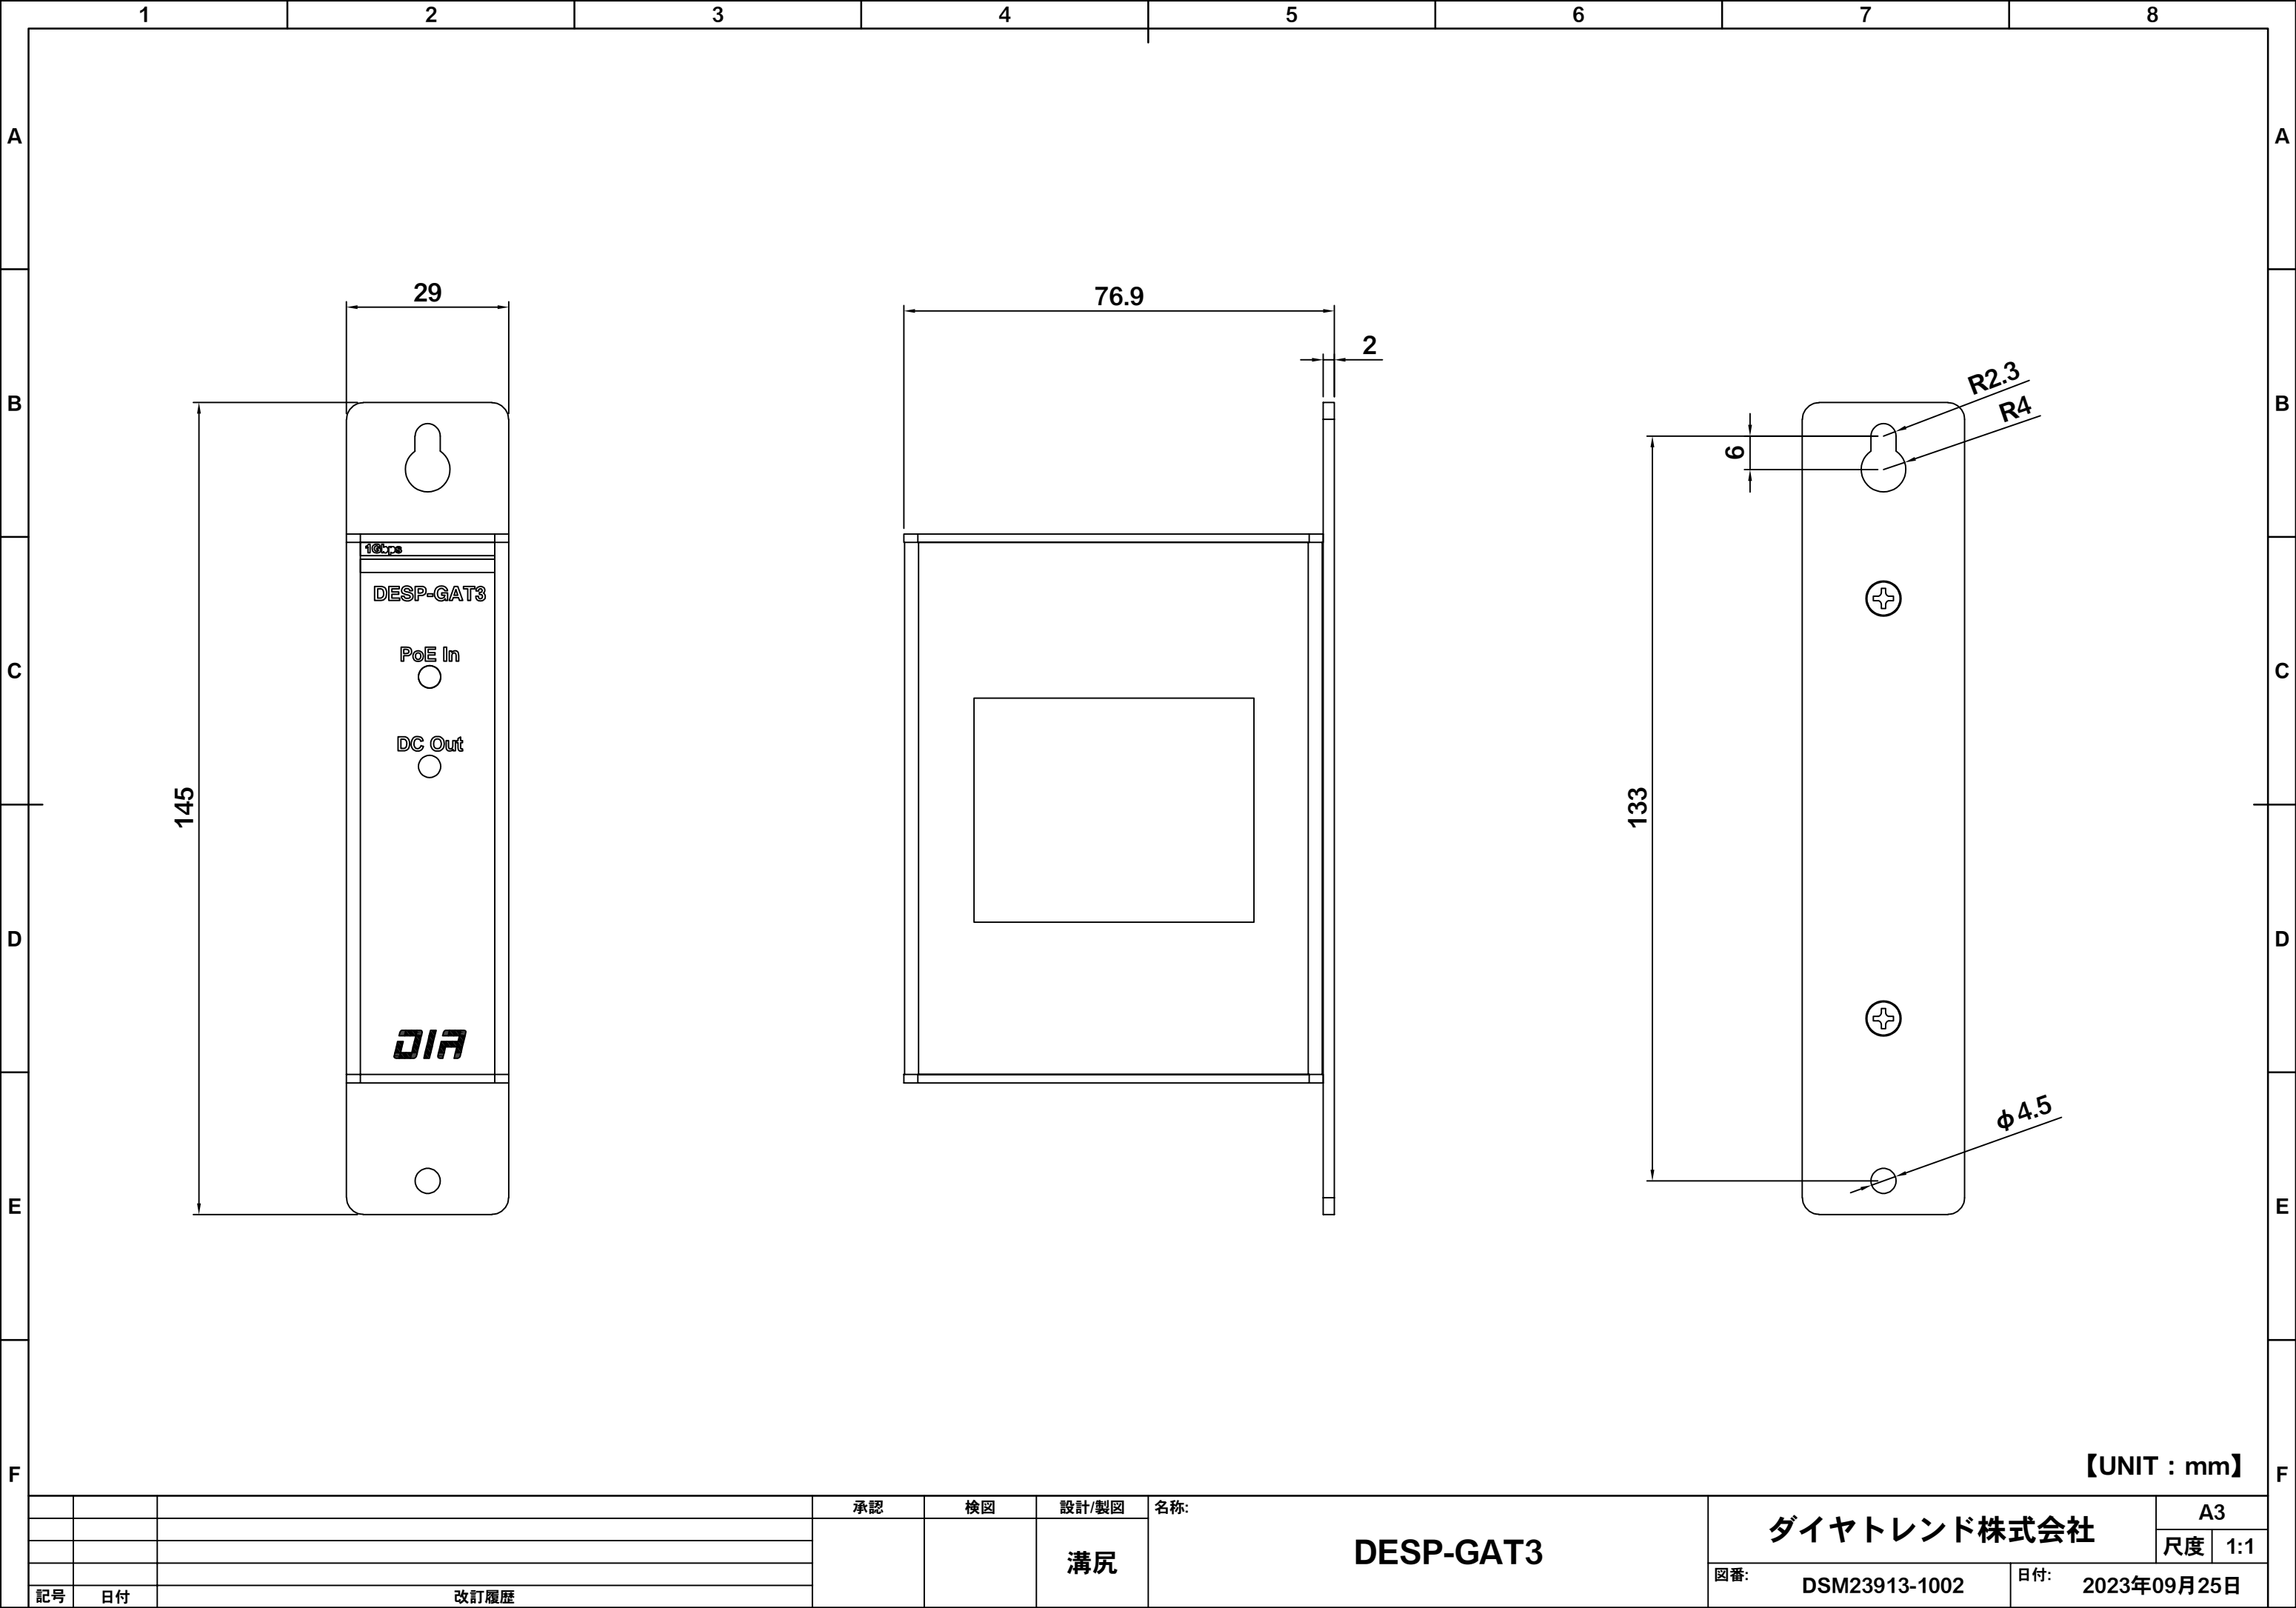 1 2 3 4 5 6 7 8
A A
B B
C C
D D
E E
F F
29
145
1Gbps
DESP-GAT3
PoE In
DC Out
DIA
76.9
2
R2.3
R4
6
133
φ4.5
【UNIT：mm】
記号 日付 改訂履歴
承認 検図 設計/製図
溝尻
名称:
DESP-GAT3
ダイヤトレンド株式会社
A3
尺度 1:1
図番: DSM23913-1002
日付: 2023年09月25日